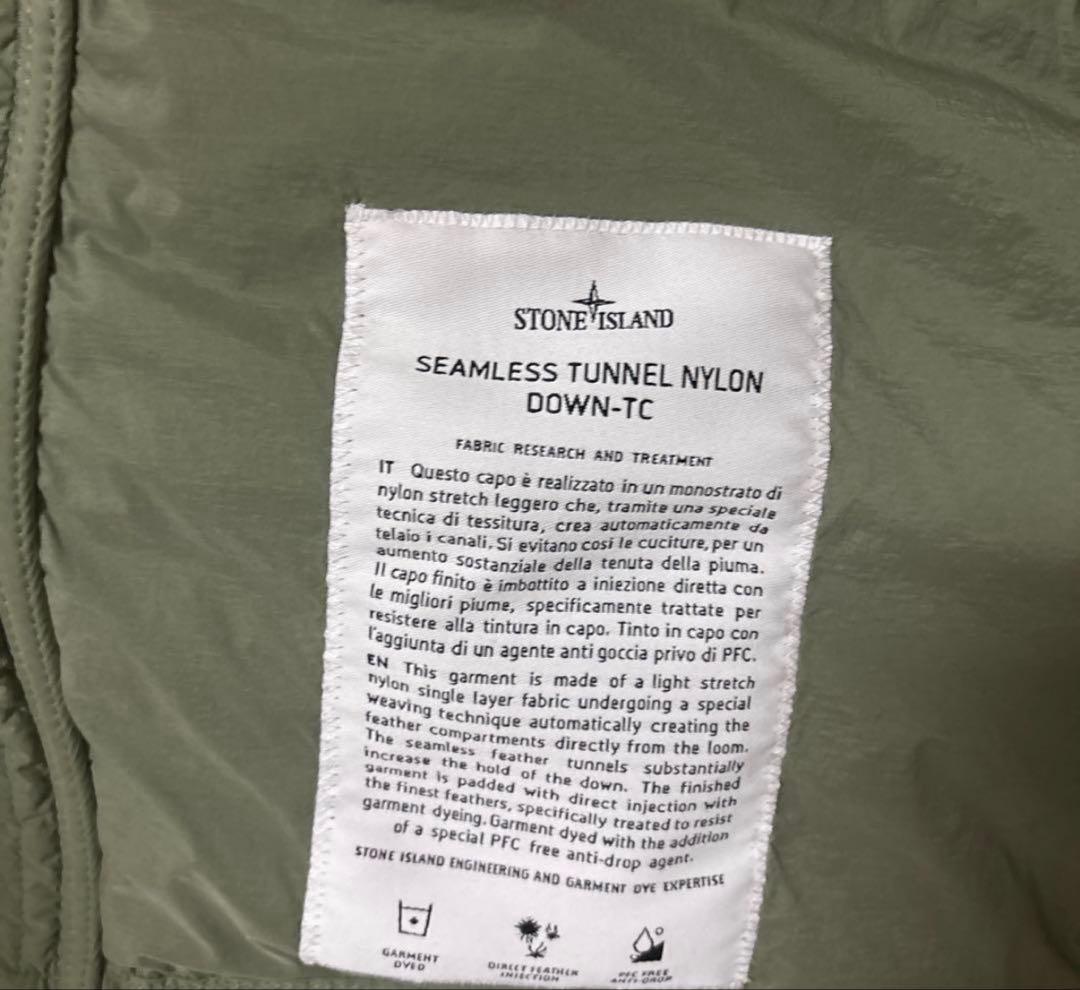 STONE ISLAND
SEAMLESS TUNNEL NYLON
DOWN-TC
FABRIC RESEARCH AND TREATMENT
IT Questo capo è realizzato in un monostrato di
nylon stretch leggero che, tramite una speciale
tecnica di tessitura, crea automaticamente da
telaio i canali. Si evitano così le cuciture, per un
aumento sostanziale della tenuta della piuma.
Il capo finito è imbottito a iniezione diretta con
le migliori piume, specificamente trattate per
resistere alla tintura in capo. Tinto in capo con
l'aggiunta di un agente anti goccia privo di PFC.
EN This garment is made of a light stretch
nylon single layer fabric undergoing a special
weaving technique automatically creating the
feather compartments directly from the loom.
The seamless feather tunnels substantially
increase the hold of the down. The finished
garment is padded with direct injection with
the finest feathers, specifically treated to resist
garment dyeing. Garment dyed with the addition
of a special PFC free anti-drop agent.
STONE ISLAND ENGINEERING AND GARMENT DYE EXPERTISE
GARMENT
DYED
DIRECT FEATHER
INJECTION
PFC FREE
ANTI-DROP